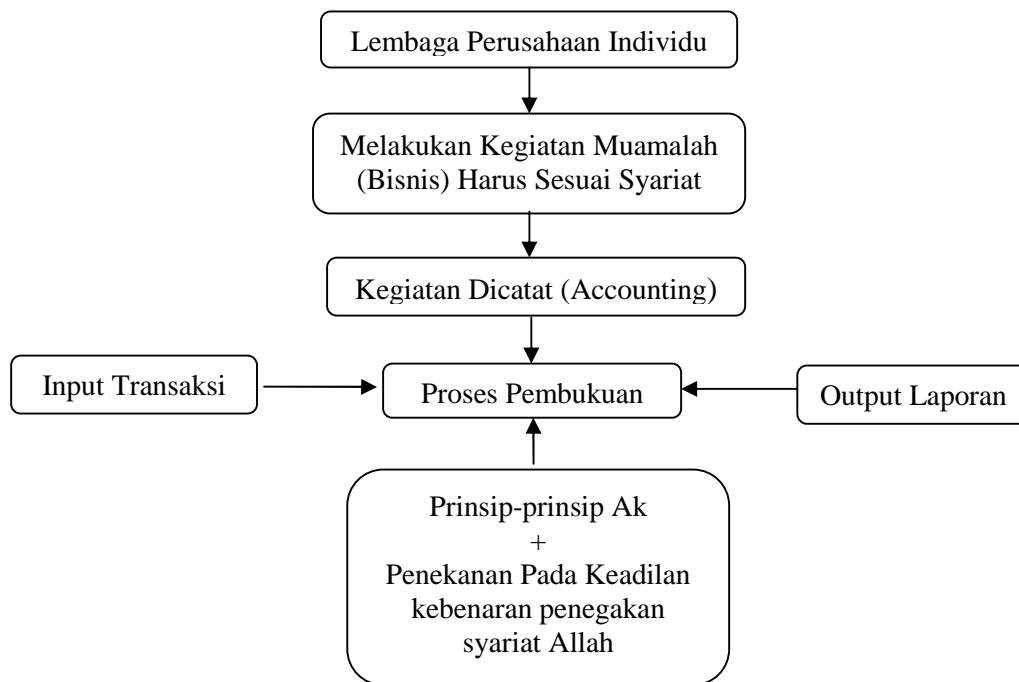 Lembaga Perusahaan Individu
Melakukan Kegiatan Muamalah
(Bisnis) Harus Sesuai Syariat
Kegiatan Dicatat (Accounting)
Input Transaksi
Proses Pembukuan
Output Laporan
Prinsip-prinsip Ak
+
Penekanan Pada Keadilan
kebenaran penegakan
syariat Allah